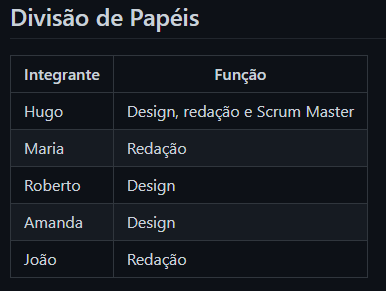 Divisão de Papéis
Integrante Função
Hugo Design, redação e Scrum Master
Maria Redação
Roberto Design
Amanda Design
João Redação